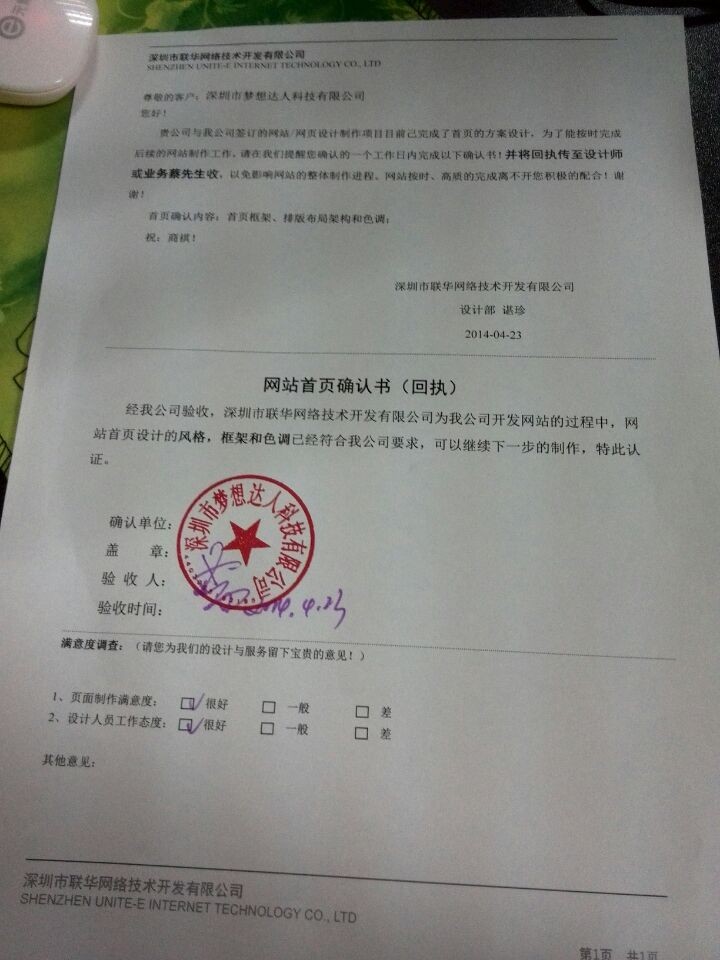 深圳市联华网络技术开发有限公司
SHENZHEN UNITE-E INTERNET TECHNOLOGY CO., LTD
尊敬的客户：深圳市梦想达人科技有限公司
您好！
贵公司与我公司签订的网站/网页设计制作项目目前已完成了首页的方案设计，为了能按时完成
后续的网站制作工作，请在我们提醒您确认的一个工作日内完成以下确认书！并将回执传至设计师
或业务蔡先生收，以免影响网站的整体制作进程、网站按时、高质的完成离不开您积极的配合！谢
谢！
首页确认内容：首页框架、排版布局架构和色调；
祝：商祺！
深圳市联华网络技术开发有限公司
设计部 谌珍
2014-04-23
网站首页确认书（回执）
经我公司验收，深圳市联华网络技术开发有限公司为我公司开发网站的过程中，网
站首页设计的风格，框架和色调已经符合我公司要求，可以继续下一步的制作，特此认
证。
确认单位：
盖 章：
验 收 人：
验收时间：
深圳市梦想达人科技有限公司
2014.4.23
满意度调查：（请您为我们的设计与服务留下宝贵的意见！）
1、页面制作满意度： 很好 一般 差
2、设计人员工作态度： 很好 一般 差
其他意见：
深圳市联华网络技术开发有限公司
SHENZHEN UNITE-E INTERNET TECHNOLOGY CO., LTD
第1页 共1页